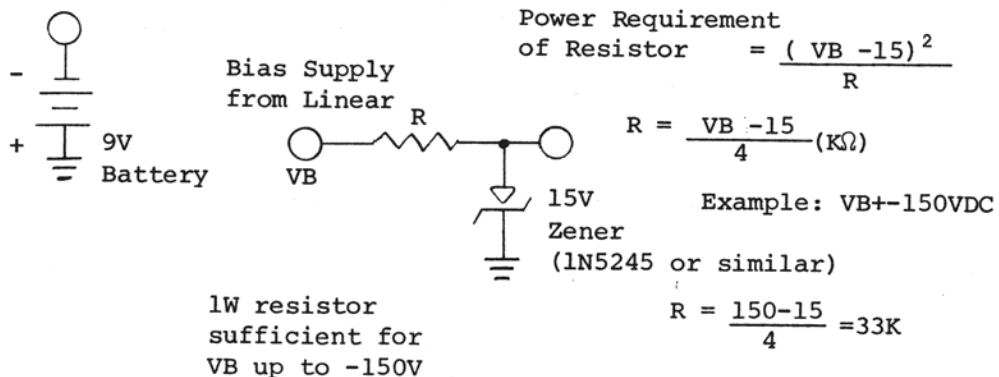 Power Requirement
of Resistor = ( VB -15) 2
R
Bias Supply
from Linear
R
VB
-
+
9V
Battery
R = VB -15
4
(KΩ)
15V
Zener
(1N5245 or similar)
Example: VB+-150VDC
R = 150-15
4
=33K
1W resistor
sufficient for
VB up to -150V